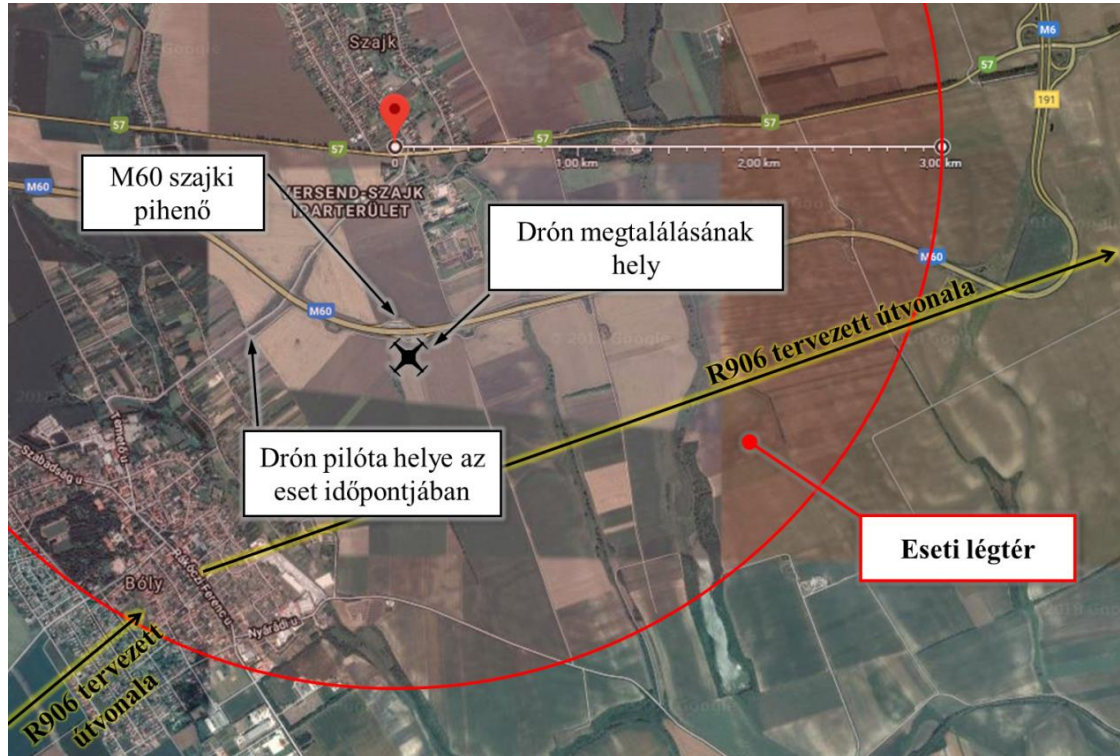 Szajk
M6
57
57
191
57
57
57
0
1,00 km
2,00 km
3,00 km
M60 szajki
pihenő
M60
VERSEND-SZAJK
IPARTERÜLET
Drón megtalálásának
hely
M60
M60
R906 tervezett útvonala
Temető u.
Szabadság u.
Drón pilóta helye az
eset időpontjában
Eseti légtér
Bóly
Rákóczi Ferenc u.
Nyárádi u.
R906 tervezett
útvonala